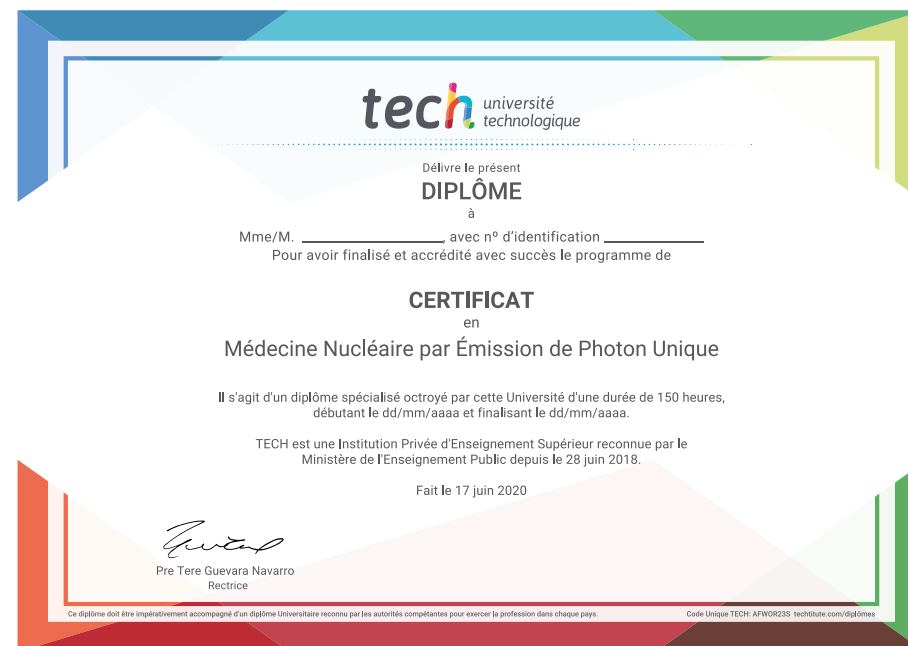 tech université
technologique
Délivre le présent
DIPLÔME
à
Mme/M. ____________, avec nº d'identification ____________
Pour avoir finalisé et accrédité avec succès le programme de
CERTIFICAT
en
Médecine Nucléaire par Émission de Photon Unique
Il s'agit d'un diplôme spécialisé octroyé par cette Université d'une durée de 150 heures,
débutant le dd/mm/aaaa et finalisant le dd/mm/aaaa.
TECH est une Institution Privée d'Enseignement Supérieur reconnue par le
Ministère de l'Enseignement Public depuis le 28 juin 2018.
Fait le 17 juin 2020
Pre Tere Guevara Navarro
Rectrice
Ce diplôme doit être impérativement accompagné d'un diplôme Universitaire reconnu par les autorités compétentes pour exercer la profession dans chaque pays. Code Unique TECH: AFWOR23S techtitute.com/diplômes